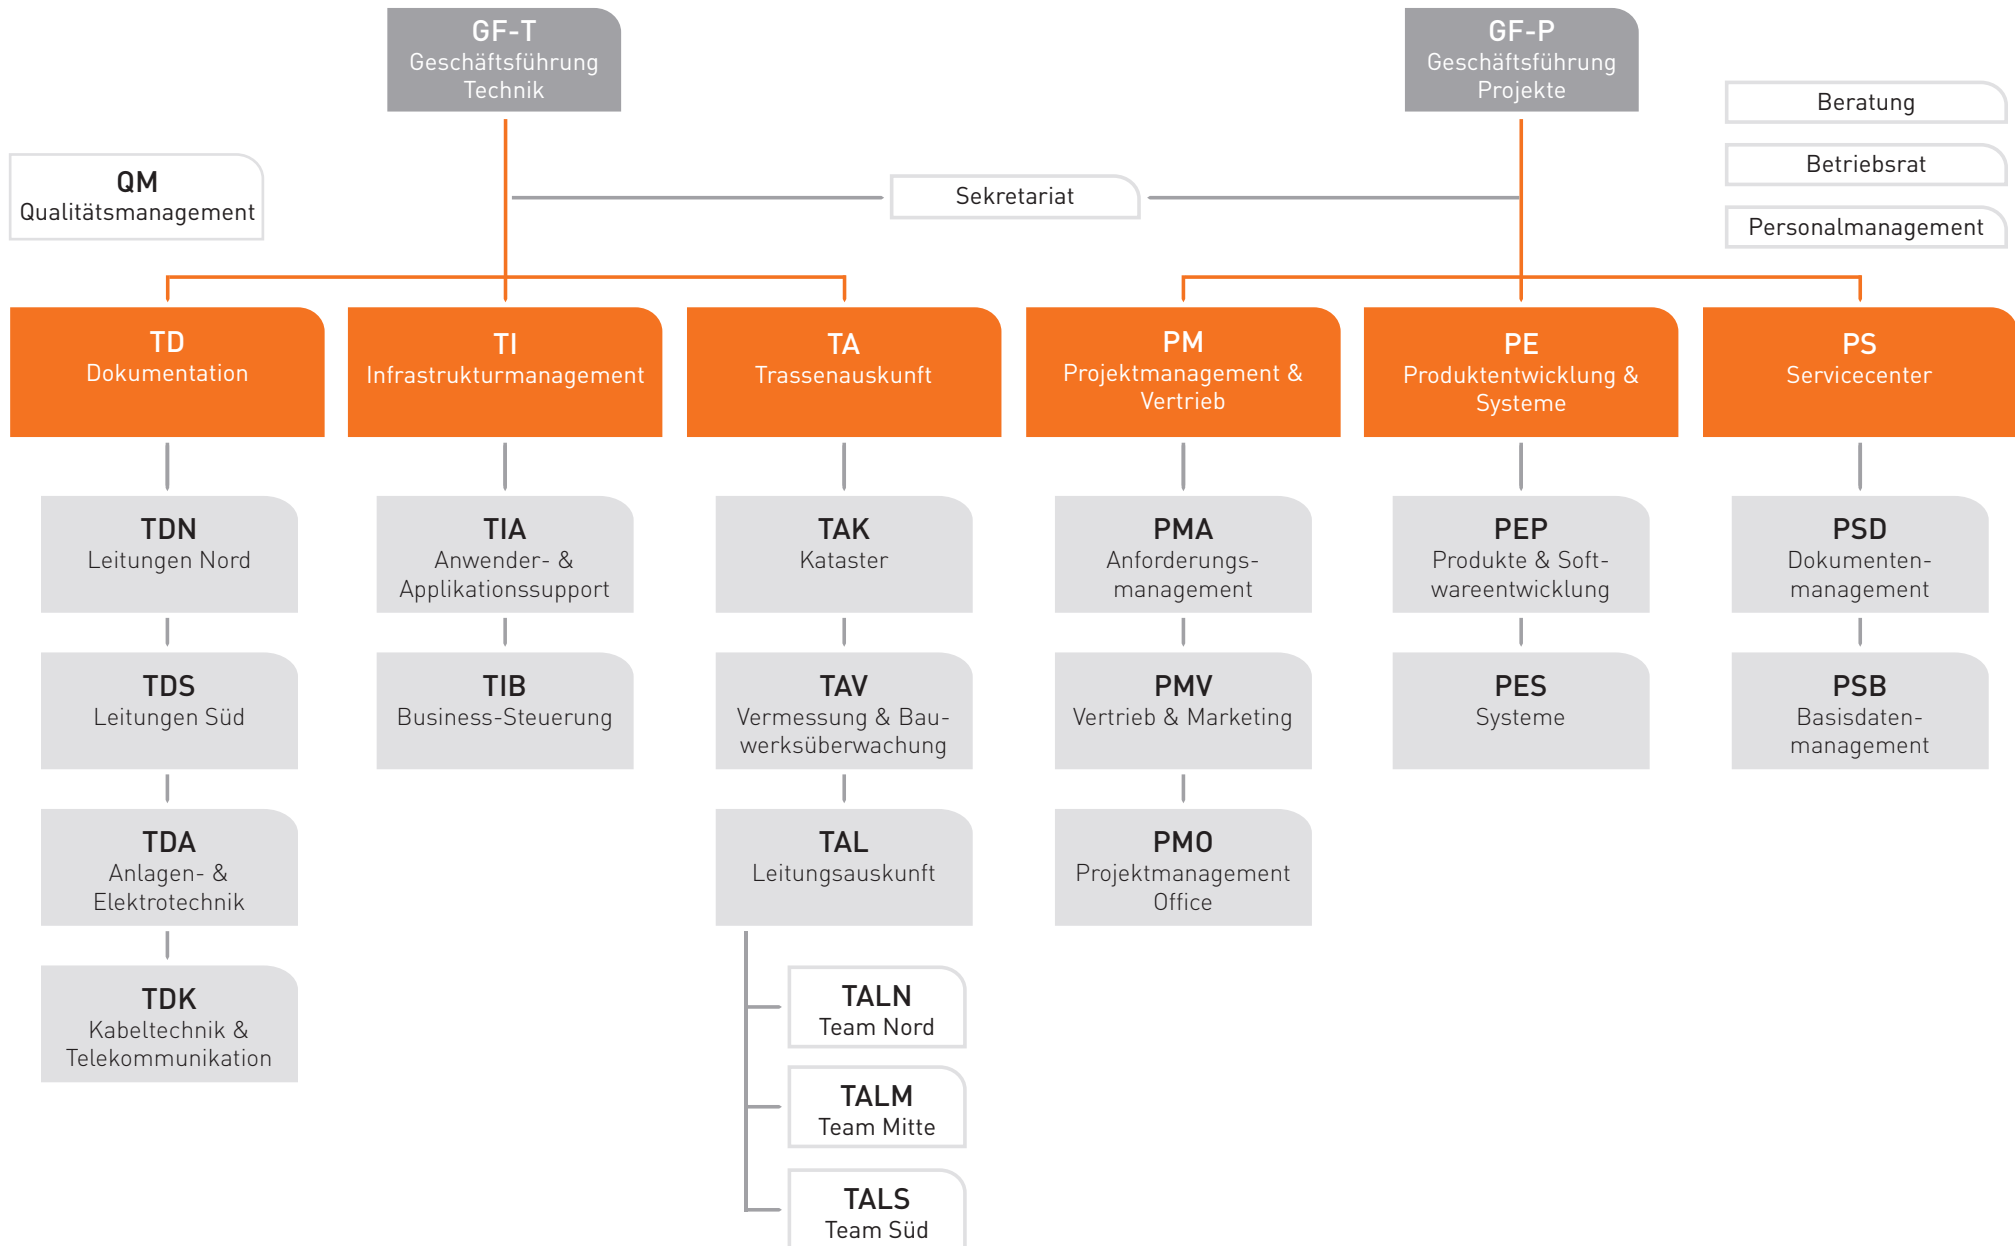 GF-T
Geschäftsführung
Technik
GF-P
Geschäftsführung
Projekte
Beratung
Betriebsrat
Personalmanagement
QM
Qualitätsmanagement
Sekretariat
TD
Dokumentation
TI
Infrastrukturmanagement
TA
Trassenauskunft
PM
Projektmanagement &
Vertrieb
PE
Produktentwicklung &
Systeme
PS
Servicecenter
TDN
Leitungen Nord
TIA
Anwender- &
Applikationssupport
TAK
Kataster
PMA
Anforderungs-
management
PEP
Produkte & Soft-
wareentwicklung
PSD
Dokumenten-
management
TDS
Leitungen Süd
TIB
Business-Steuerung
TAV
Vermessung & Bau-
werksüberwachung
PMV
Vertrieb & Marketing
PES
Systeme
PSB
Basisdaten-
management
TDA
Anlagen- &
Elektrotechnik
TAL
Leitungsauskunft
PMO
Projektmanagement
Office
TDK
Kabeltechnik &
Telekommunikation
TALN
Team Nord
TALM
Team Mitte
TALS
Team Süd